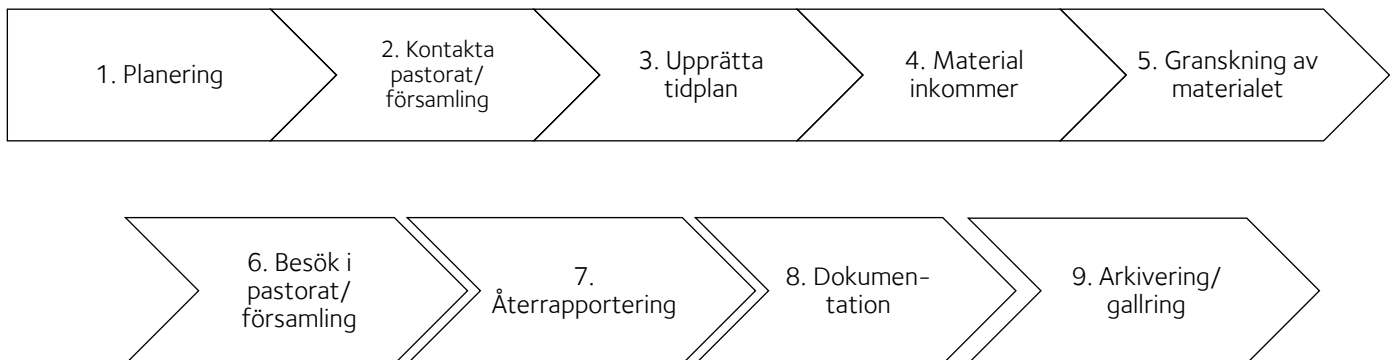 1. Planering
2. Kontakta
pastorat/
församling
3. Upprätta
tidplan
4. Material
inkommer
5. Granskning av
materialet
6. Besök i
pastorat/
församling
7.
Återrapportering
8. Dokumen-
tation
9. Arkivering/
gallring